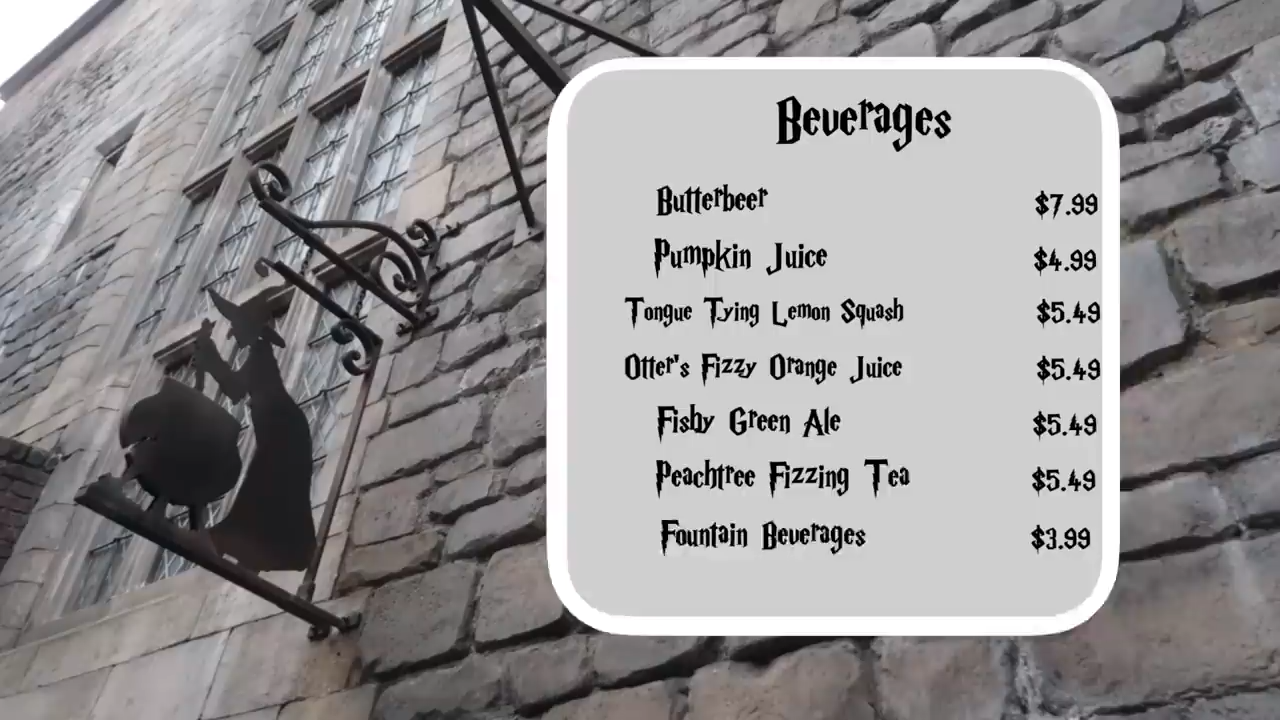 Beverages
Butterbeer $7.99
Pumpkin Juice $4.99
Tongue Tying Lemon Squash $5.49
Otter's Fizzy Orange Juice $5.49
Fishy Green Ale $5.49
Peachtree Fizzing Tea $5.49
Fountain Beverages $3.99